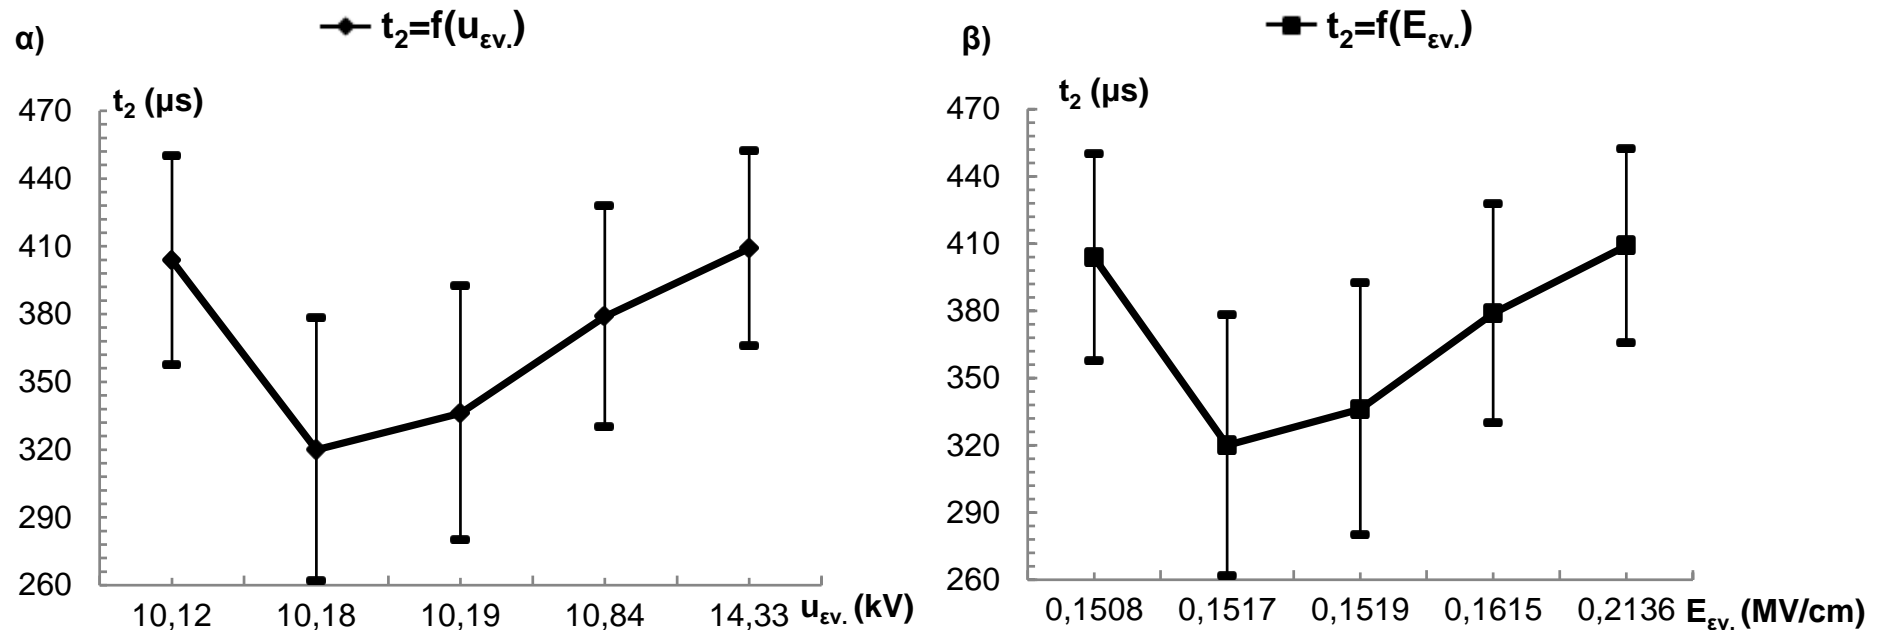 α)
t₂=f(uεν.)
t₂ (μs)
470
440
410
380
350
320
290
260
10,12 10,18 10,19 10,84 14,33 uεν. (kV)
β)
t₂=f(Eεν.)
t₂ (μs)
470
440
410
380
350
320
290
260
0,1508 0,1517 0,1519 0,1615 0,2136 Eεν. (MV/cm)